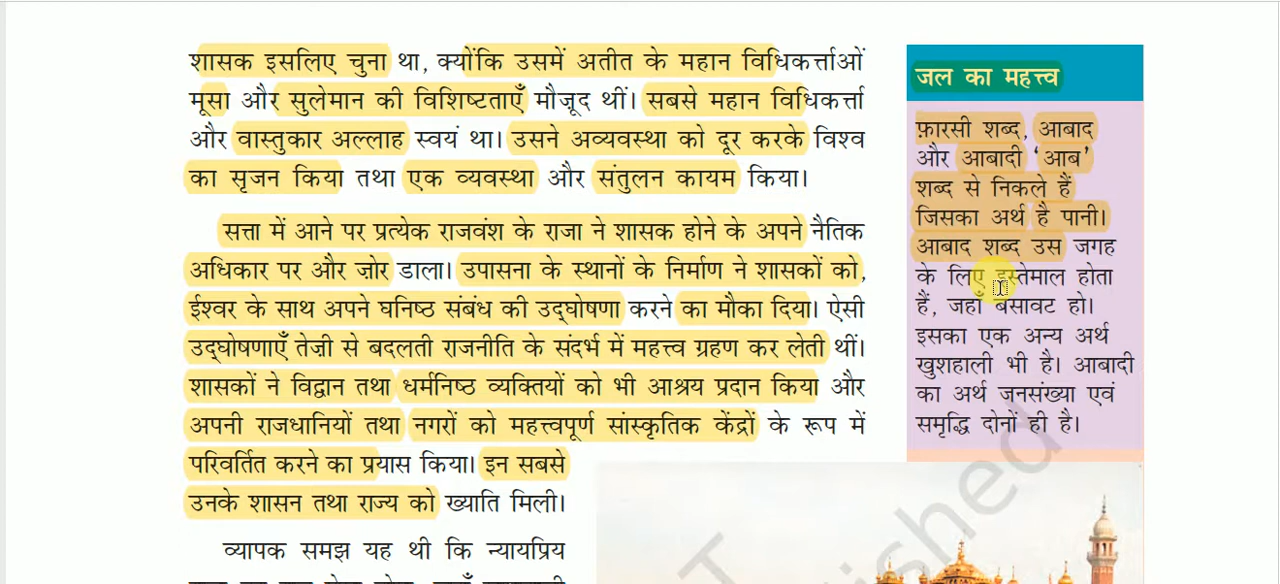 शासक इसलिए चुना था, क्योंकि उसमें अतीत के महान विधिकर्त्ताओं
मूसा और सुलेमान की विशिष्टताएँ मौजूद थीं। सबसे महान विधिकर्त्ता
और वास्तुकार अल्लाह स्वयं था। उसने अव्यवस्था को दूर करके विश्व
का सृजन किया तथा एक व्यवस्था और संतुलन कायम किया।
सत्ता में आने पर प्रत्येक राजवंश के राजा ने शासक होने के अपने नैतिक
अधिकार पर और ज़ोर डाला। उपासना के स्थानों के निर्माण ने शासकों को,
ईश्वर के साथ अपने घनिष्ठ संबंध की उद्घोषणा करने का मौका दिया। ऐसी
उद्घोषणाएँ तेज़ी से बदलती राजनीति के संदर्भ में महत्त्व ग्रहण कर लेती थीं।
शासकों ने विद्वान तथा धर्मनिष्ठ व्यक्तियों को भी आश्रय प्रदान किया और
अपनी राजधानियों तथा नगरों को महत्त्वपूर्ण सांस्कृतिक केंद्रों के रूप में
परिवर्तित करने का प्रयास किया। इन सबसे
उनके शासन तथा राज्य को ख्याति मिली।
व्यापक समझ यह थी कि न्यायप्रिय
जल का महत्त्व
फ़ारसी शब्द, आबाद
और आबादी ‘आब’
शब्द से निकले हैं
जिसका अर्थ है पानी।
आबाद शब्द उस जगह
के लिए इस्तेमाल होता
हैं, जहाँ बसावट हो।
इसका एक अन्य अर्थ
खुशहाली भी है। आबादी
का अर्थ जनसंख्या एवं
समृद्धि दोनों ही है।